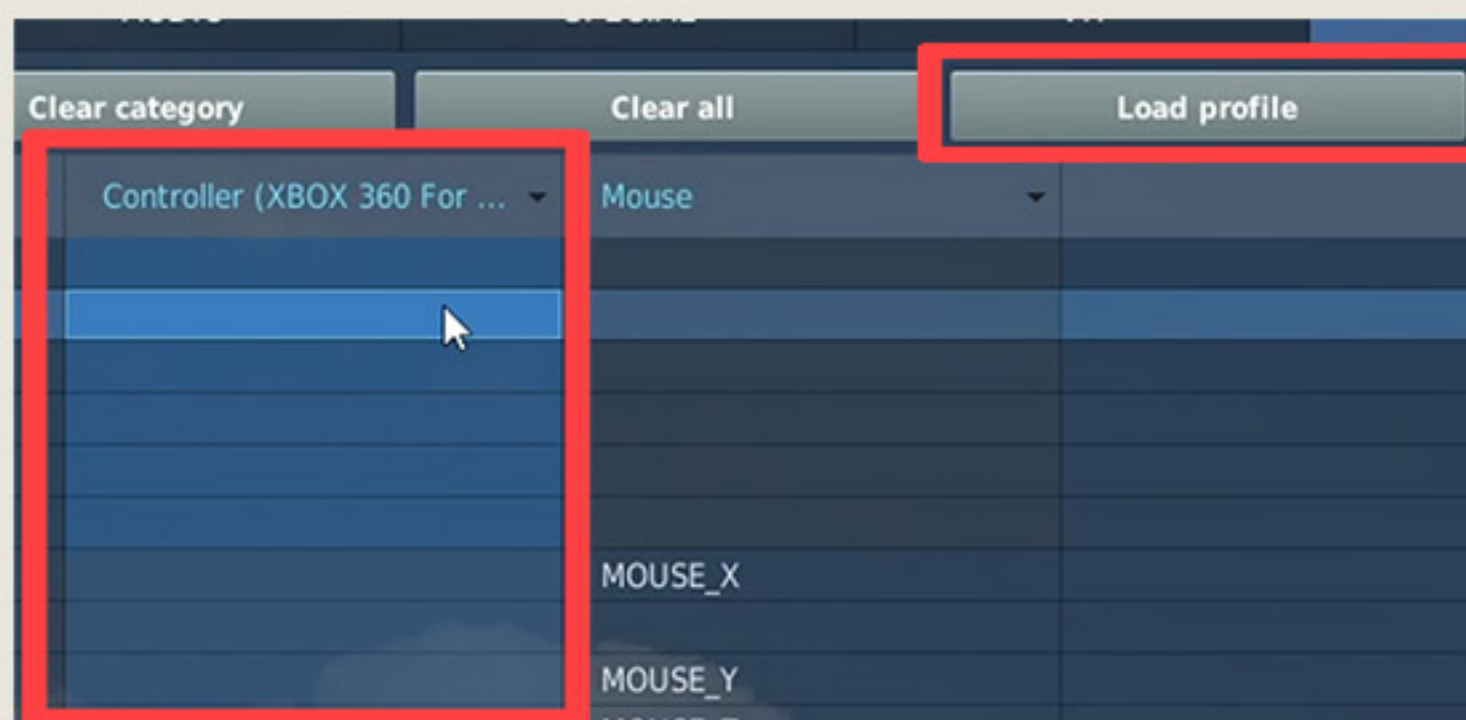 Clear category
Clear all
Load profile
Controller (XBOX 360 For ...
Mouse
MOUSE_X
MOUSE_Y